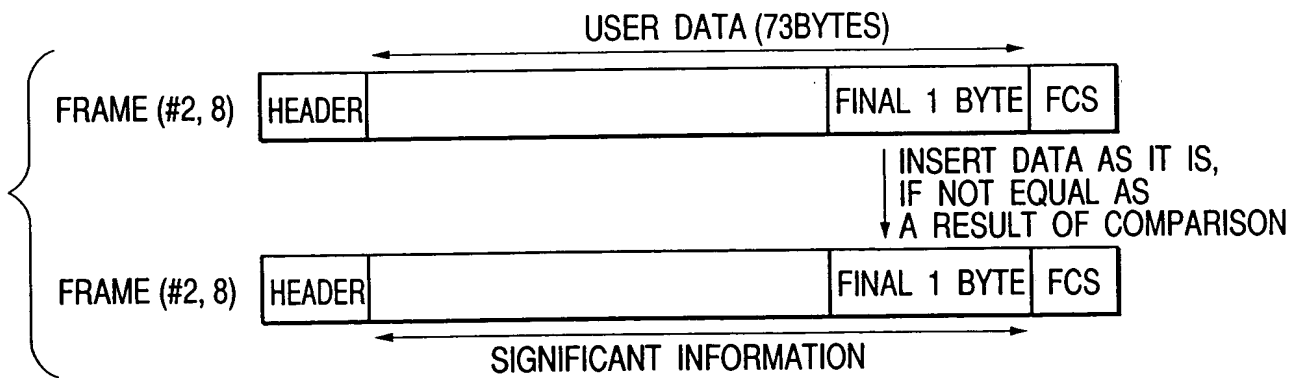 USER DATA (73BYTES)
FRAME (#2, 8) HEADER FINAL 1 BYTE FCS
INSERT DATA AS IT IS,
IF NOT EQUAL AS
A RESULT OF COMPARISON
FRAME (#2, 8) HEADER FINAL 1 BYTE FCS
SIGNIFICANT INFORMATION